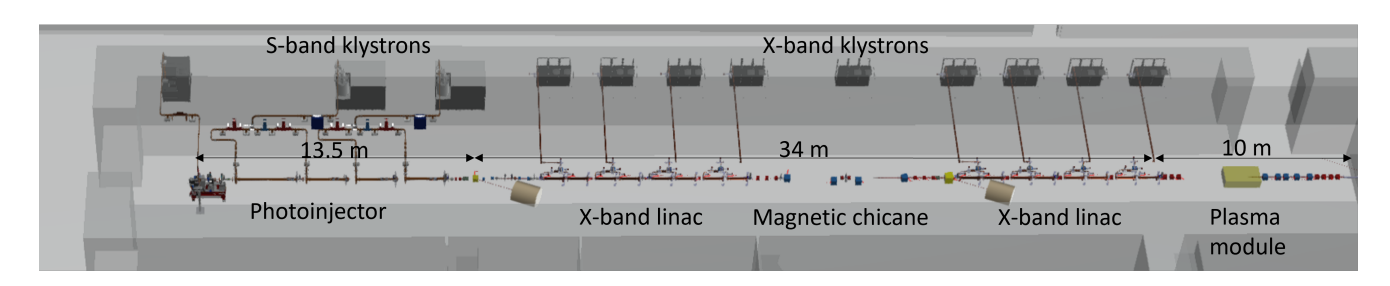 S-band klystrons
X-band klystrons
13.5 m
34 m
10 m
Photoinjector
X-band linac
Magnetic chicane
X-band linac
Plasma
module